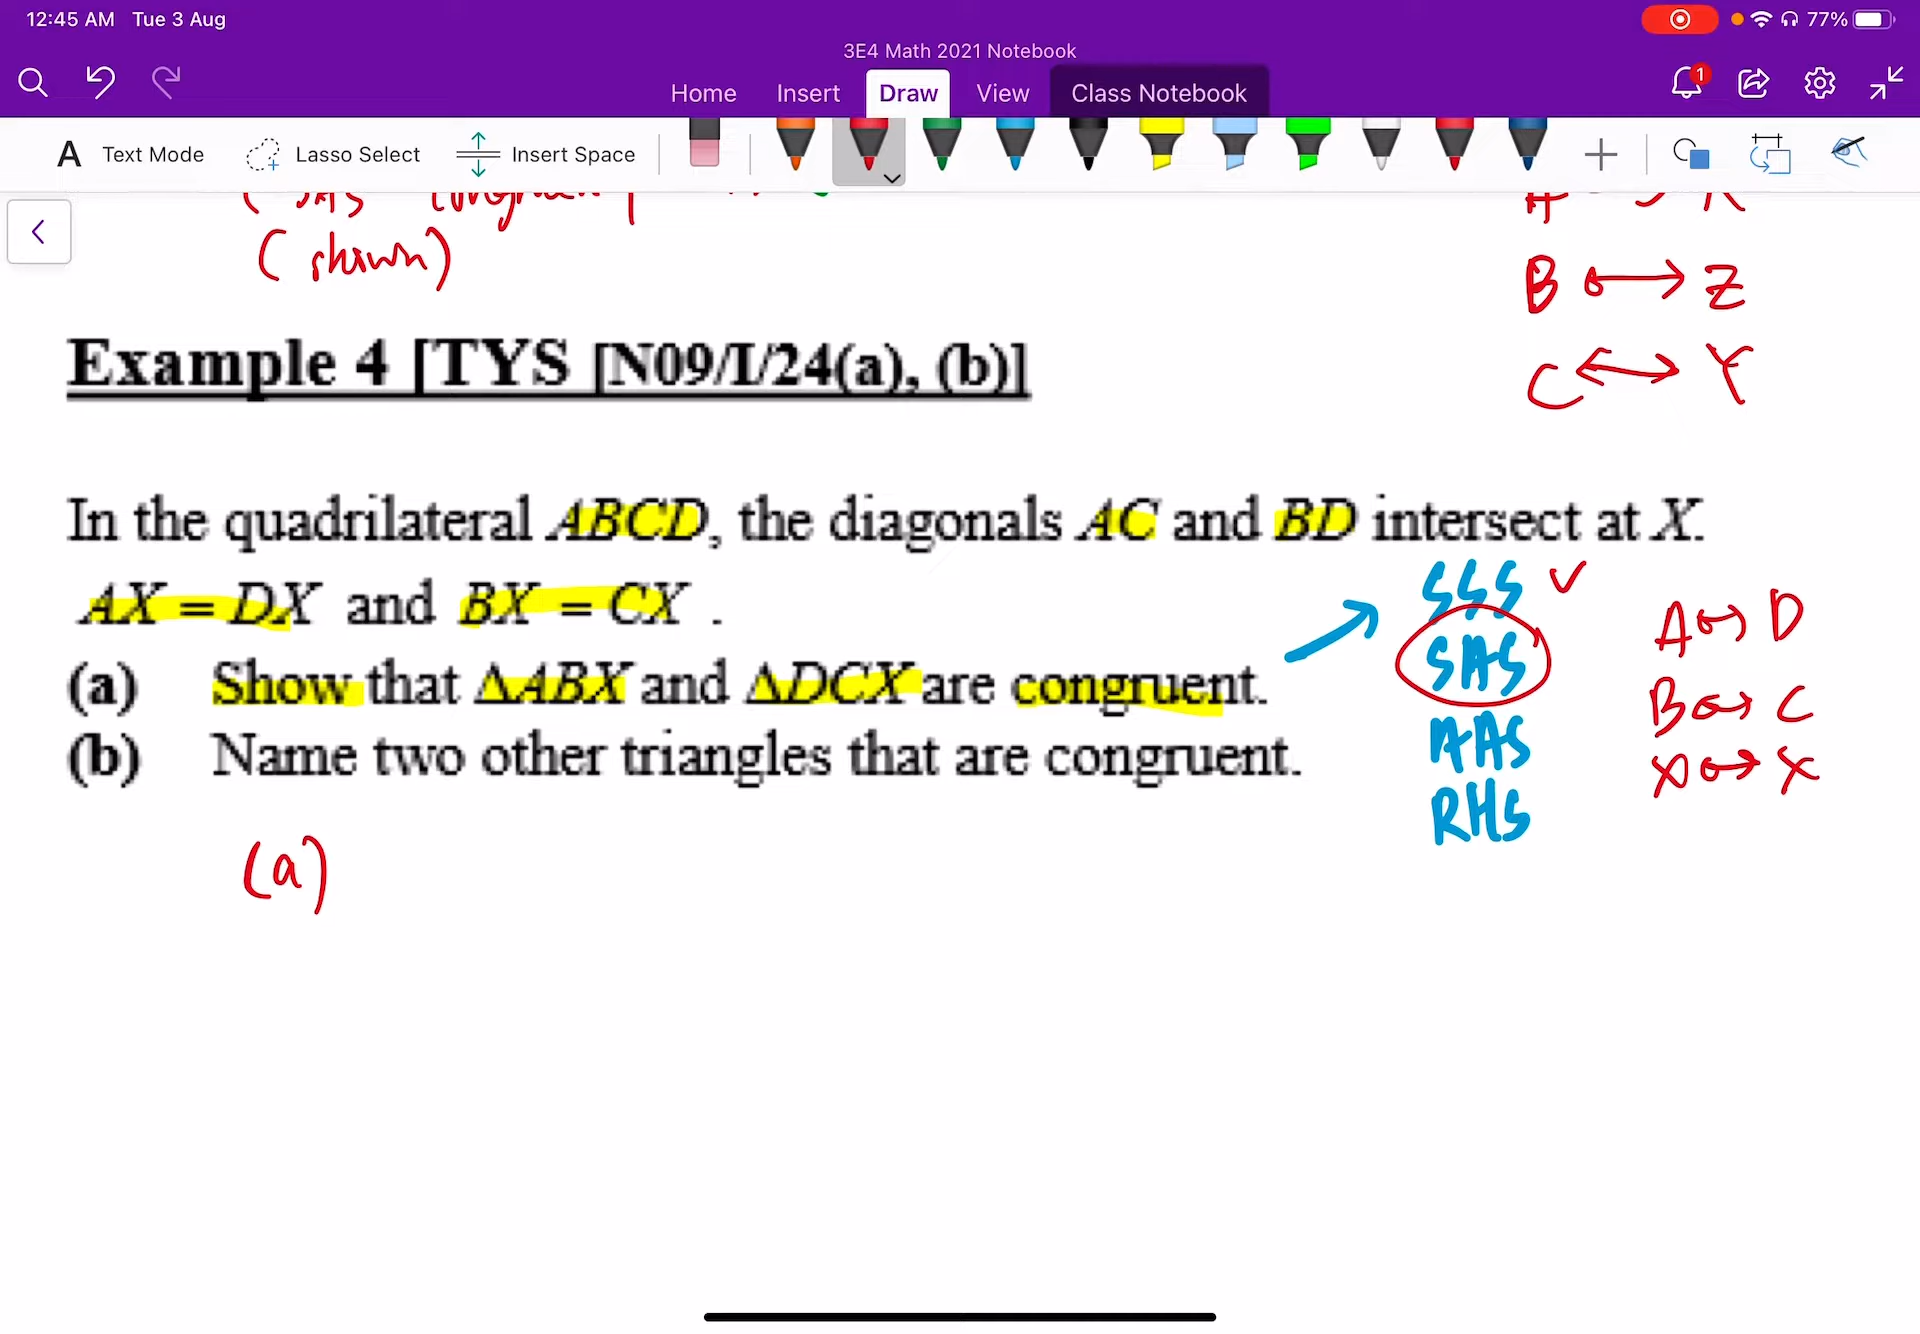 12:45 AM Tue 3 Aug
77%
3E4 Math 2021 Notebook
Home Insert Draw View Class Notebook
1
A Text Mode Lasso Select Insert Space
(shown)
B ↔ Z
C ↔ Y
Example 4 [TYS [N09/I/24(a), (b)]
In the quadrilateral ABCD, the diagonals AC and BD intersect at X.
AX = DX and BX = CX .
(a) Show that ΔABX and ΔDCX are congruent.
(b) Name two other triangles that are congruent.
SSS ✓
SAS
AAS
RHS
A ↔ D
B ↔ C
X ↔ X
(a)